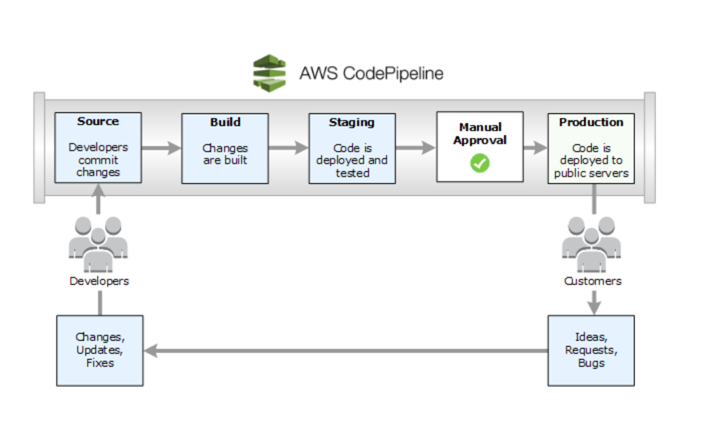 AWS CodePipeline
Source
Developers
commit
changes
Build
Changes
are built
Staging
Code is
deployed and
tested
Manual
Approval
Production
Code is
deployed to
public servers
Developers
Customers
Changes,
Updates,
Fixes
Ideas,
Requests,
Bugs